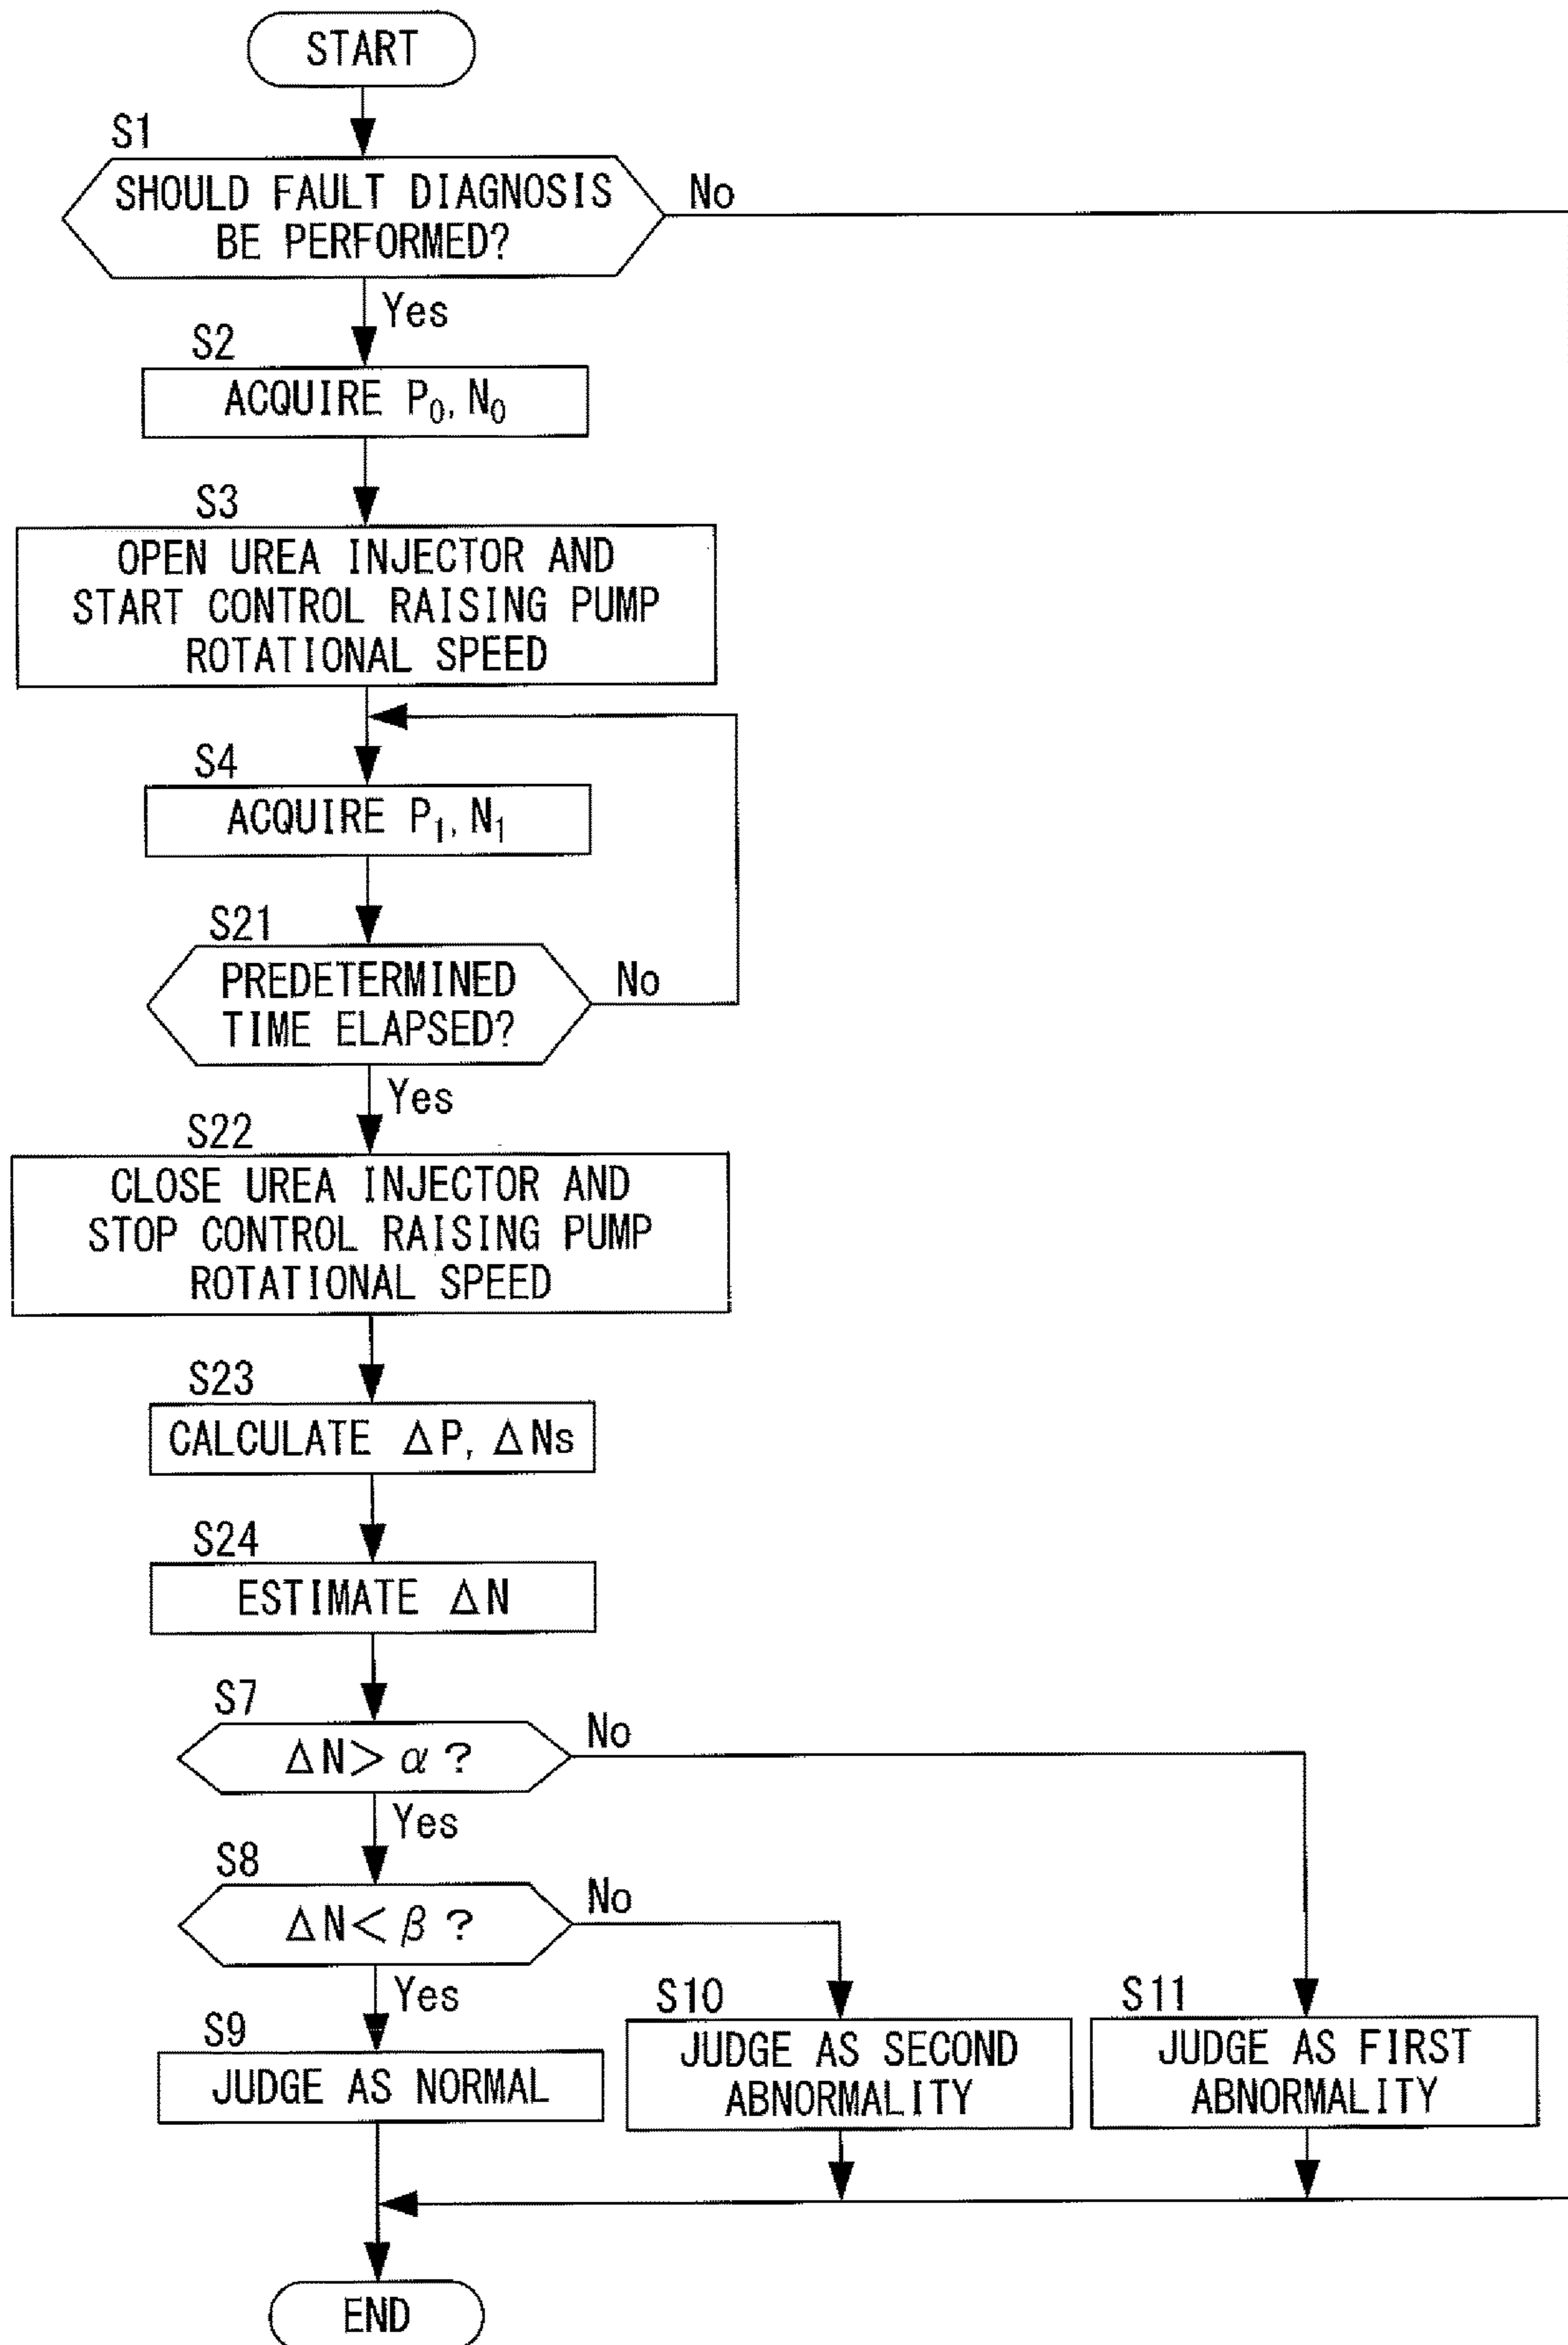 START
S1
SHOULD FAULT DIAGNOSIS
BE PERFORMED?
No
Yes
S2
ACQUIRE P₀, N₀
S3
OPEN UREA INJECTOR AND
START CONTROL RAISING PUMP
ROTATIONAL SPEED
S4
ACQUIRE P₁, N₁
S21
PREDETERMINED
TIME ELAPSED?
No
Yes
S22
CLOSE UREA INJECTOR AND
STOP CONTROL RAISING PUMP
ROTATIONAL SPEED
S23
CALCULATE ΔP, ΔNs
S24
ESTIMATE ΔN
S7
ΔN> α ?
No
Yes
S8
ΔN< β ?
No
Yes
S9
JUDGE AS NORMAL
S10
JUDGE AS SECOND
ABNORMALITY
S11
JUDGE AS FIRST
ABNORMALITY
END